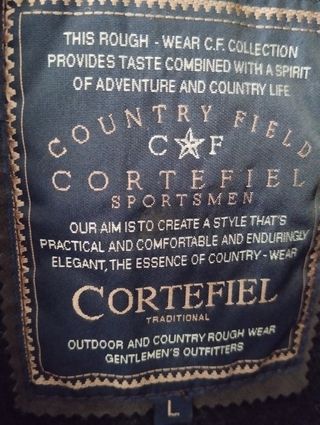 THIS ROUGH - WEAR C.F. COLLECTION
PROVIDES TASTE COMBINED WITH A SPIRIT
OF ADVENTURE AND COUNTRY LIFE
COUNTRY FIELD
C ★ F
CORTEFIEL
SPORTSMEN
OUR AIM IS TO CREATE A STYLE THAT'S
PRACTICAL AND COMFORTABLE AND ENDURINGLY
ELEGANT, THE ESSENCE OF COUNTRY - WEAR
CORTEFIEL
TRADITIONAL
OUTDOOR AND COUNTRY ROUGH WEAR
GENTLEMEN'S OUTFITTERS
L